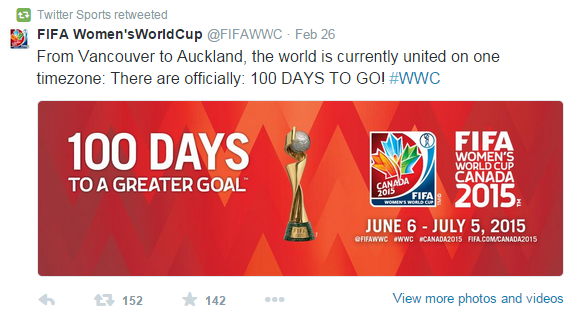 Twitter Sports retweeted
FIFA Women'sWorldCup @FIFAWWC · Feb 26
From Vancouver to Auckland, the world is currently united on one
timezone: There are officially: 100 DAYS TO GO! #WWC
100 DAYS
TO A GREATER GOAL™
CANADA
2015
FIFA
WOMEN'S WORLD CUP
FIFA
WOMEN'S
WORLD CUP
CANADA
2015™
JUNE 6 - JULY 5, 2015
@FIFAWWC #WWC #CANADA2015 FIFA.COM/CANADA2015
152
142
View more photos and videos